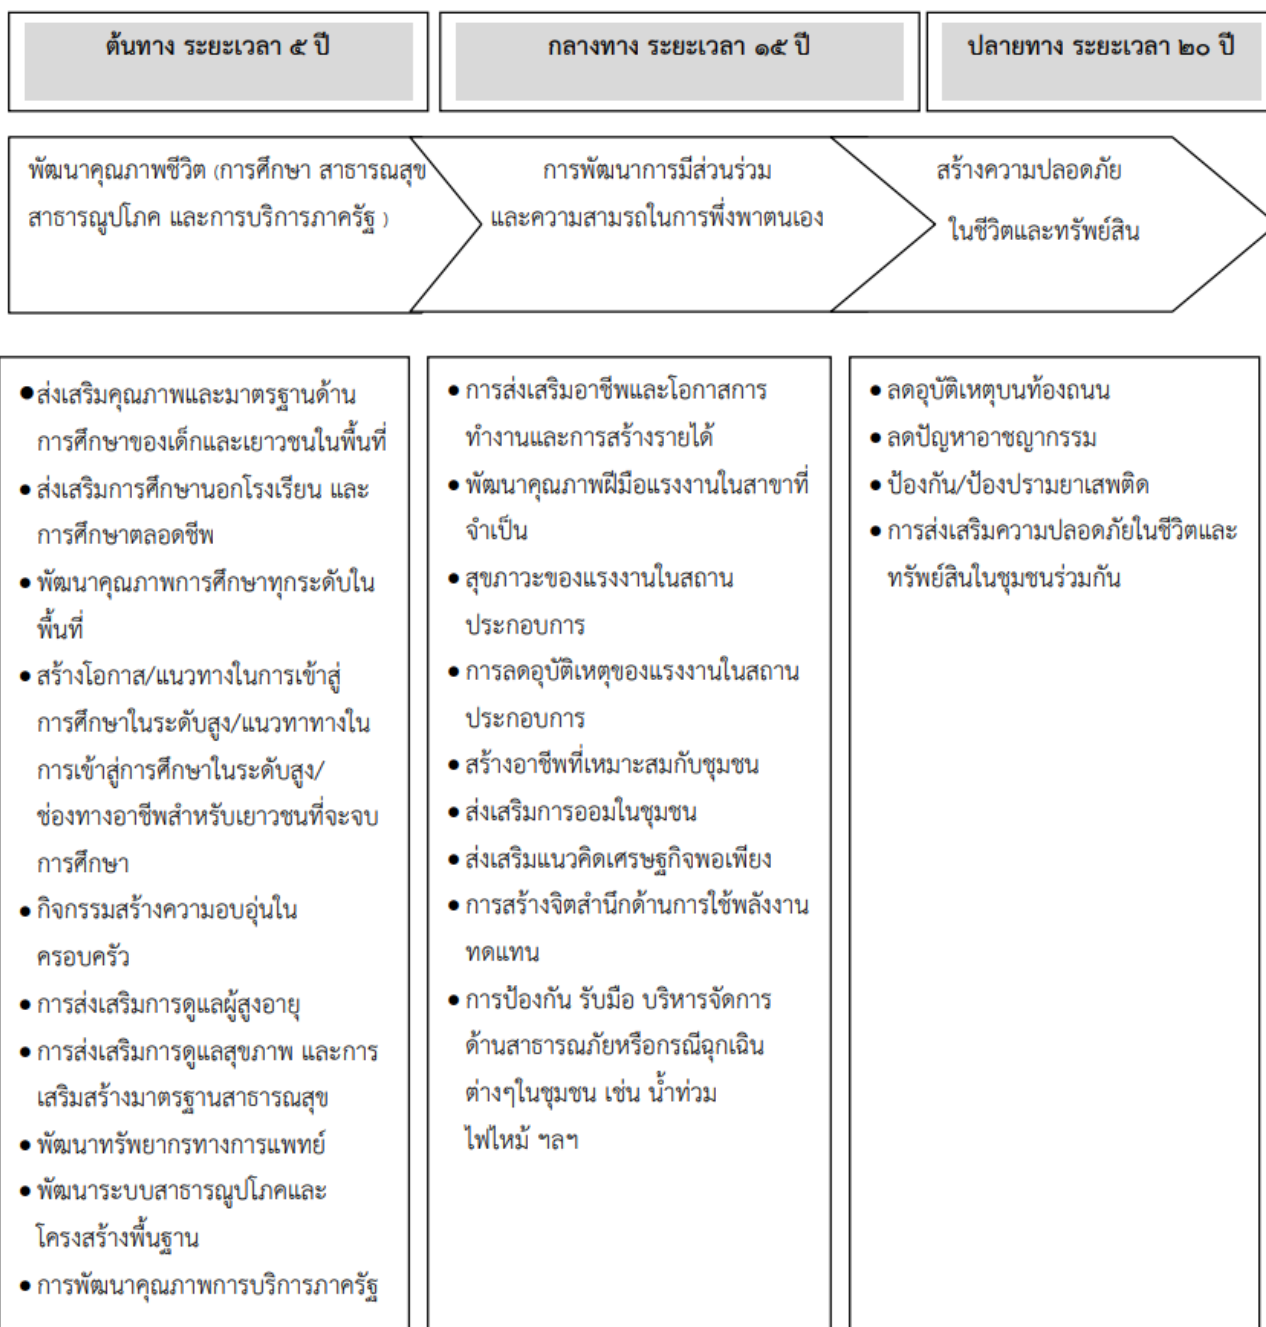 ต้นทาง ระยะเวลา ๕ ปี
กลางทาง ระยะเวลา ๑๕ ปี
ปลายทาง ระยะเวลา ๒๐ ปี
พัฒนาคุณภาพชีวิต (การศึกษา สาธารณสุข
สาธารณูปโภค และการบริการภาครัฐ )
การพัฒนาการมีส่วนร่วม
และความสามรถในการพึ่งพาตนเอง
สร้างความปลอดภัย
ในชีวิตและทรัพย์สิน
● ส่งเสริมคุณภาพและมาตรฐานด้าน
การศึกษาของเด็กและเยาวชนในพื้นที่
● ส่งเสริมการศึกษานอกโรงเรียน และ
การศึกษาตลอดชีพ
● พัฒนาคุณภาพการศึกษาทุกระดับใน
พื้นที่
● สร้างโอกาส/แนวทางในการเข้าสู่
การศึกษาในระดับสูง/แนวทาทางใน
การเข้าสู่การศึกษาในระดับสูง/
ช่องทางอาชีพสำหรับเยาวชนที่จะจบ
การศึกษา
● กิจกรรมสร้างความอบอุ่นใน
ครอบครัว
● การส่งเสริมการดูแลผู้สูงอายุ
● การส่งเสริมการดูแลสุขภาพ และการ
เสริมสร้างมาตรฐานสาธารณสุข
● พัฒนาทรัพยากรทางการแพทย์
● พัฒนาระบบสาธารณูปโภคและ
โครงสร้างพื้นฐาน
● การพัฒนาคุณภาพการบริการภาครัฐ
● การส่งเสริมอาชีพและโอกาสการ
ทำงานและการสร้างรายได้
● พัฒนาคุณภาพฝีมือแรงงานในสาขาที่
จำเป็น
● สุขภาวะของแรงงานในสถาน
ประกอบการ
● การลดอุบัติเหตุของแรงงานในสถาน
ประกอบการ
● สร้างอาชีพที่เหมาะสมกับชุมชน
● ส่งเสริมการออมในชุมชน
● ส่งเสริมแนวคิดเศรษฐกิจพอเพียง
● การสร้างจิตสำนึกด้านการใช้พลังงาน
ทดแทน
● การป้องกัน รับมือ บริหารจัดการ
ด้านสาธารณภัยหรือกรณีฉุกเฉิน
ต่างๆในชุมชน เช่น น้ำท่วม
ไฟไหม้ ฯลฯ
● ลดอุบัติเหตุบนท้องถนน
● ลดปัญหาอาชญากรรม
● ป้องกัน/ป้องปรามยาเสพติด
● การส่งเสริมความปลอดภัยในชีวิตและ
ทรัพย์สินในชุมชนร่วมกัน